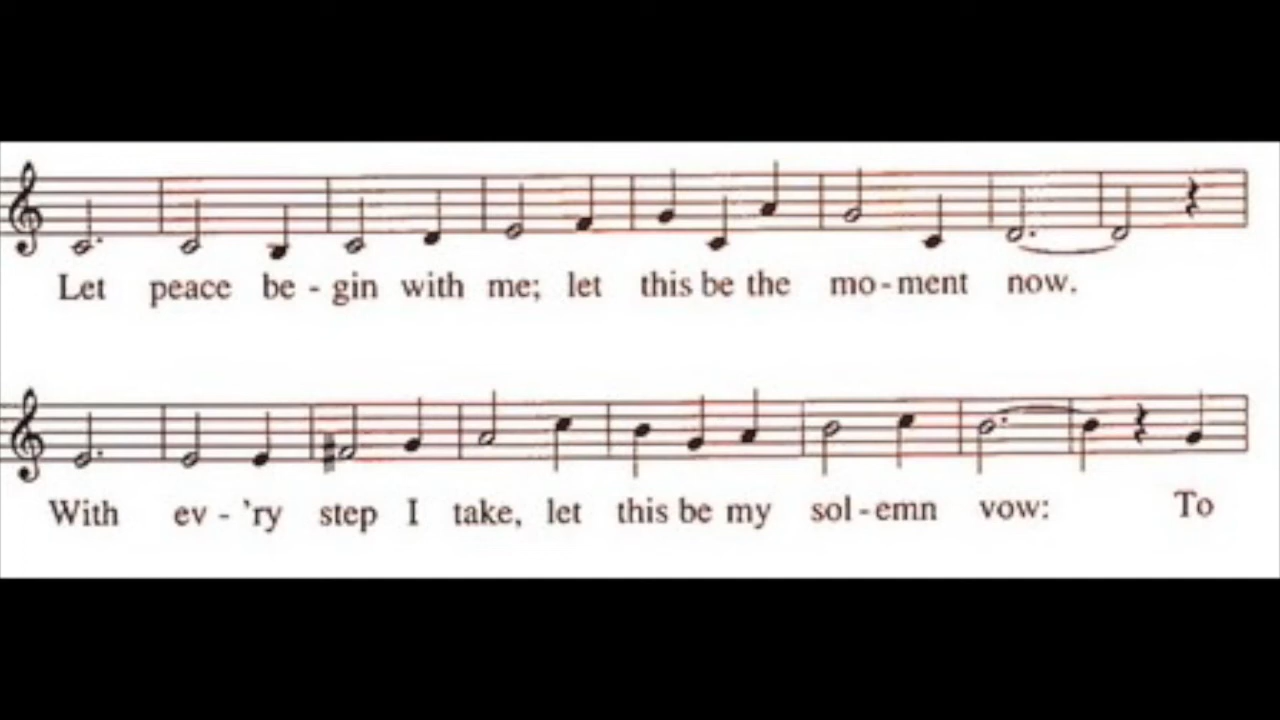 Let peace be - gin with me; let this be the mo - ment now.
With ev - 'ry step I take, let this be my sol - emn vow: To